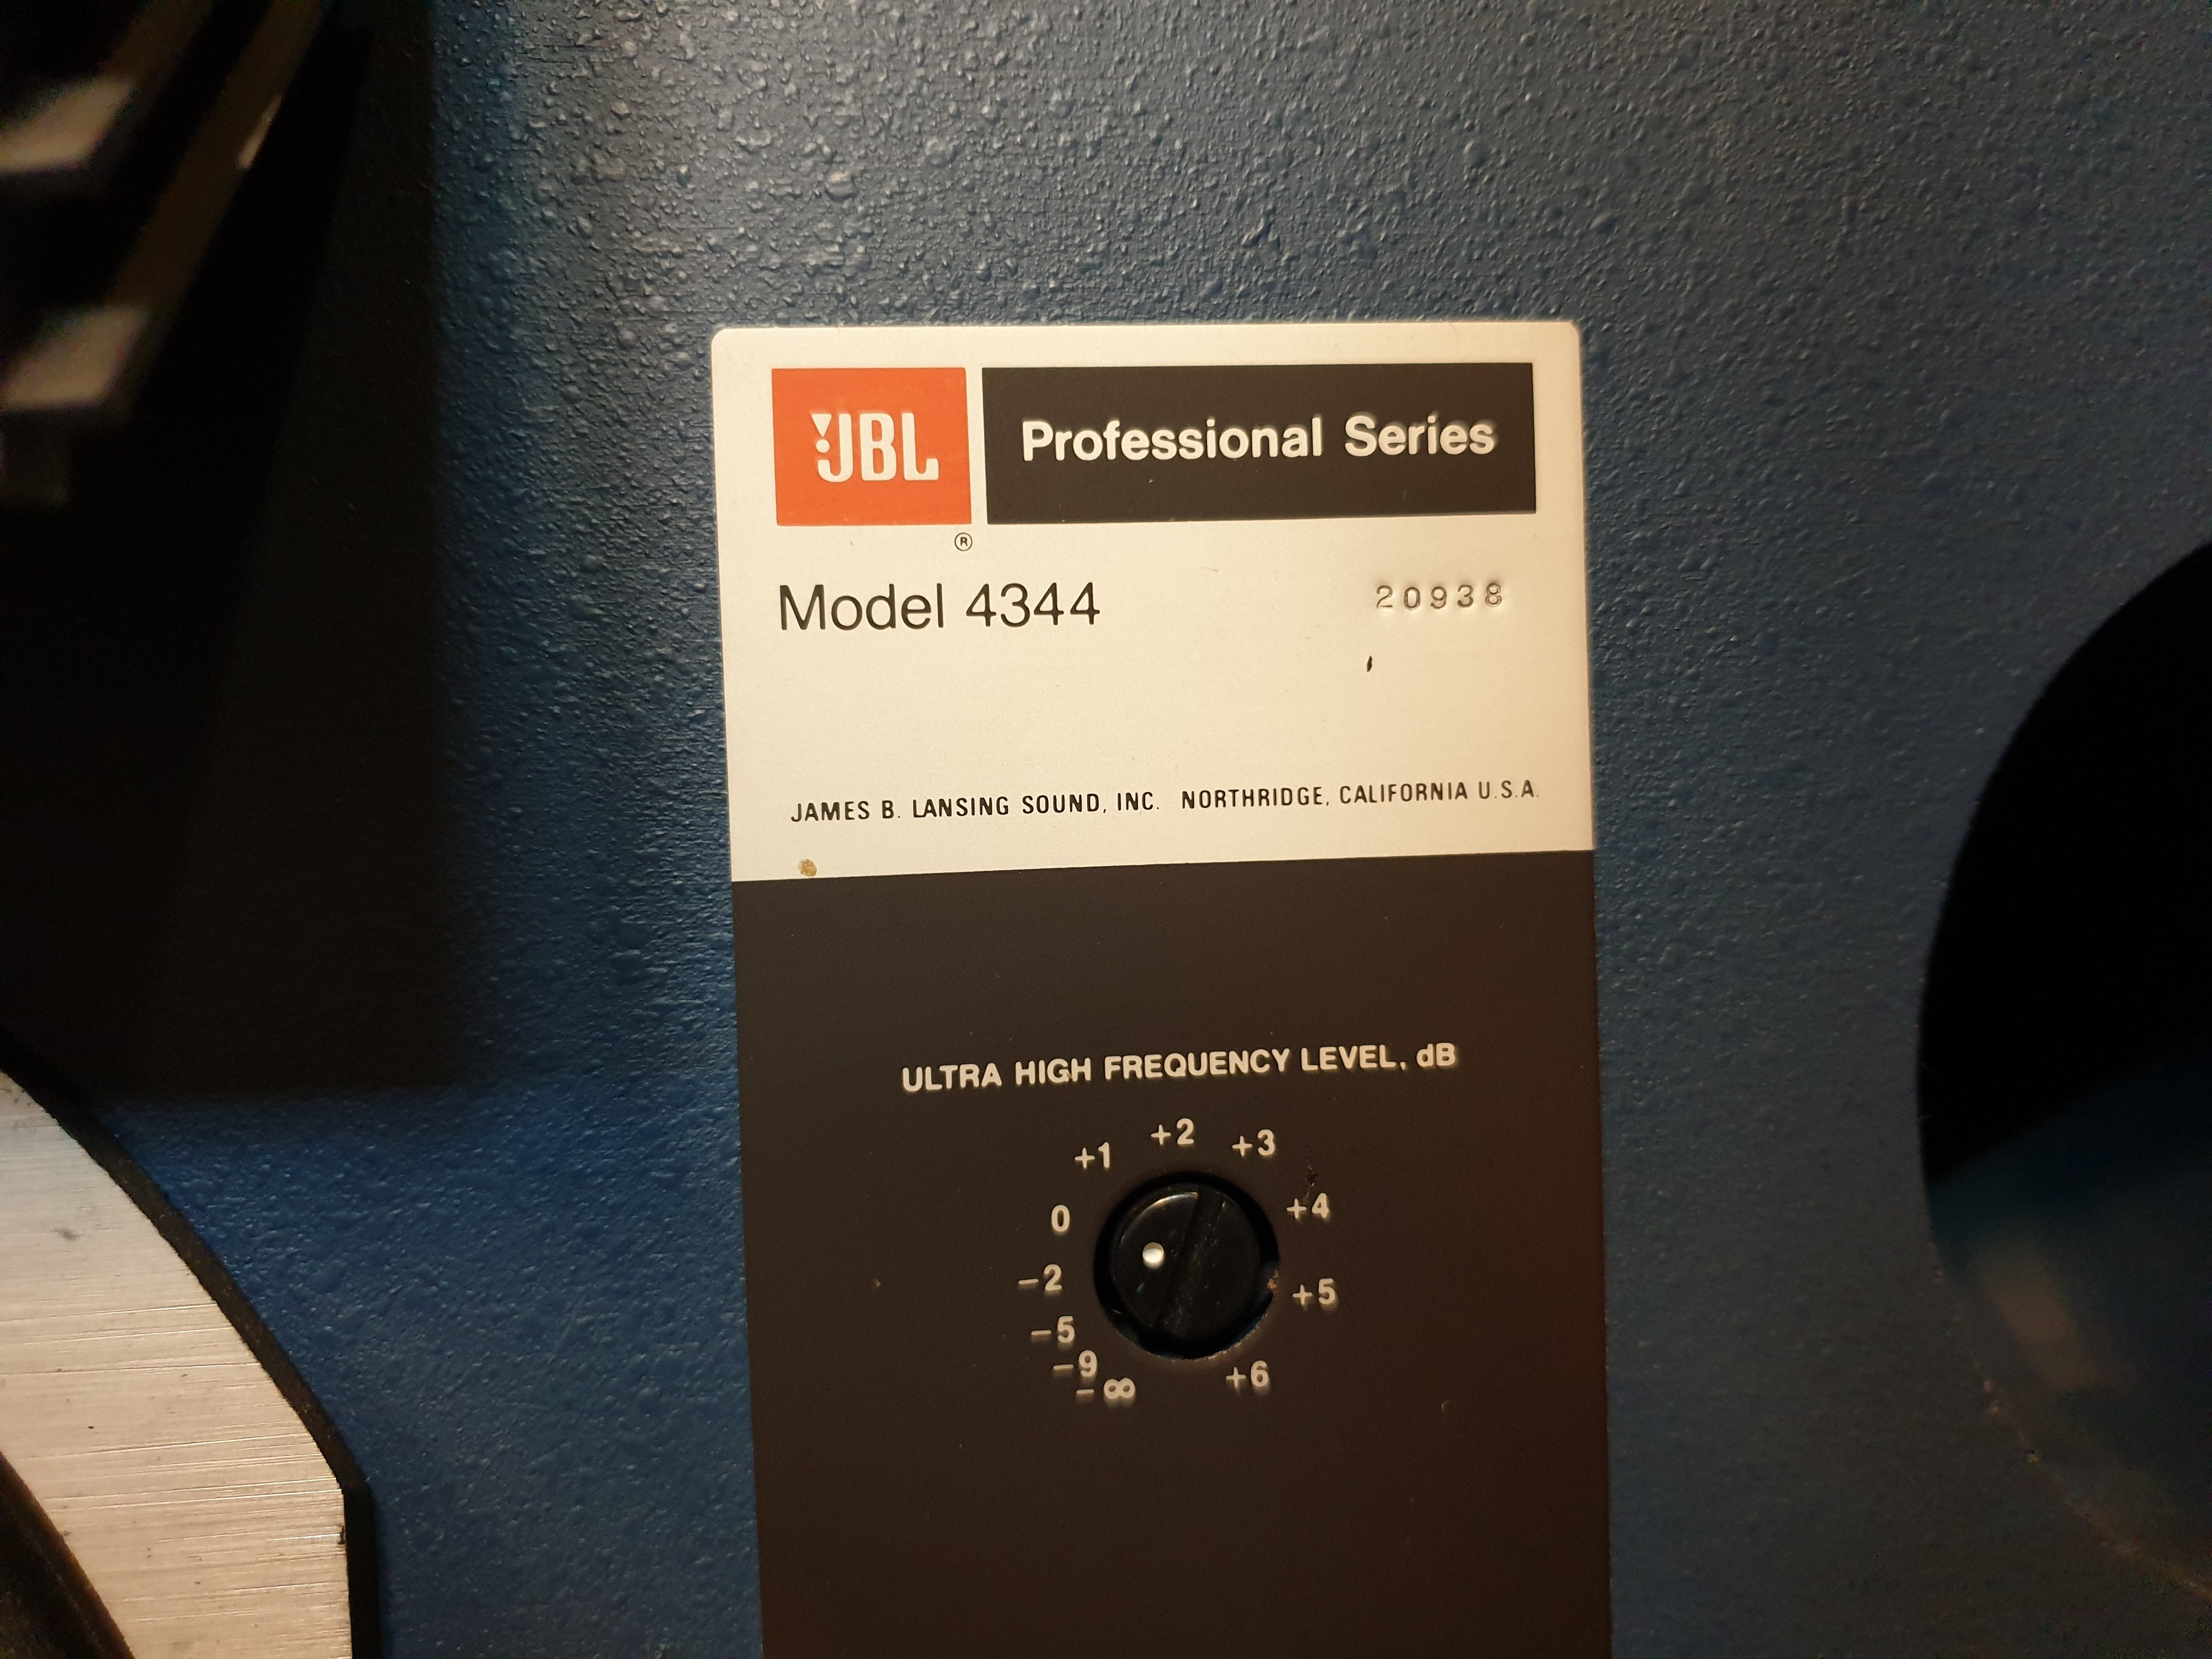 JBL Professional Series
®
Model 4344 20938
JAMES B. LANSING SOUND, INC. NORTHRIDGE, CALIFORNIA U.S.A.
ULTRA HIGH FREQUENCY LEVEL, dB
+1 +2 +3
0 +4
-2 +5
-5
-9 +6
-∞